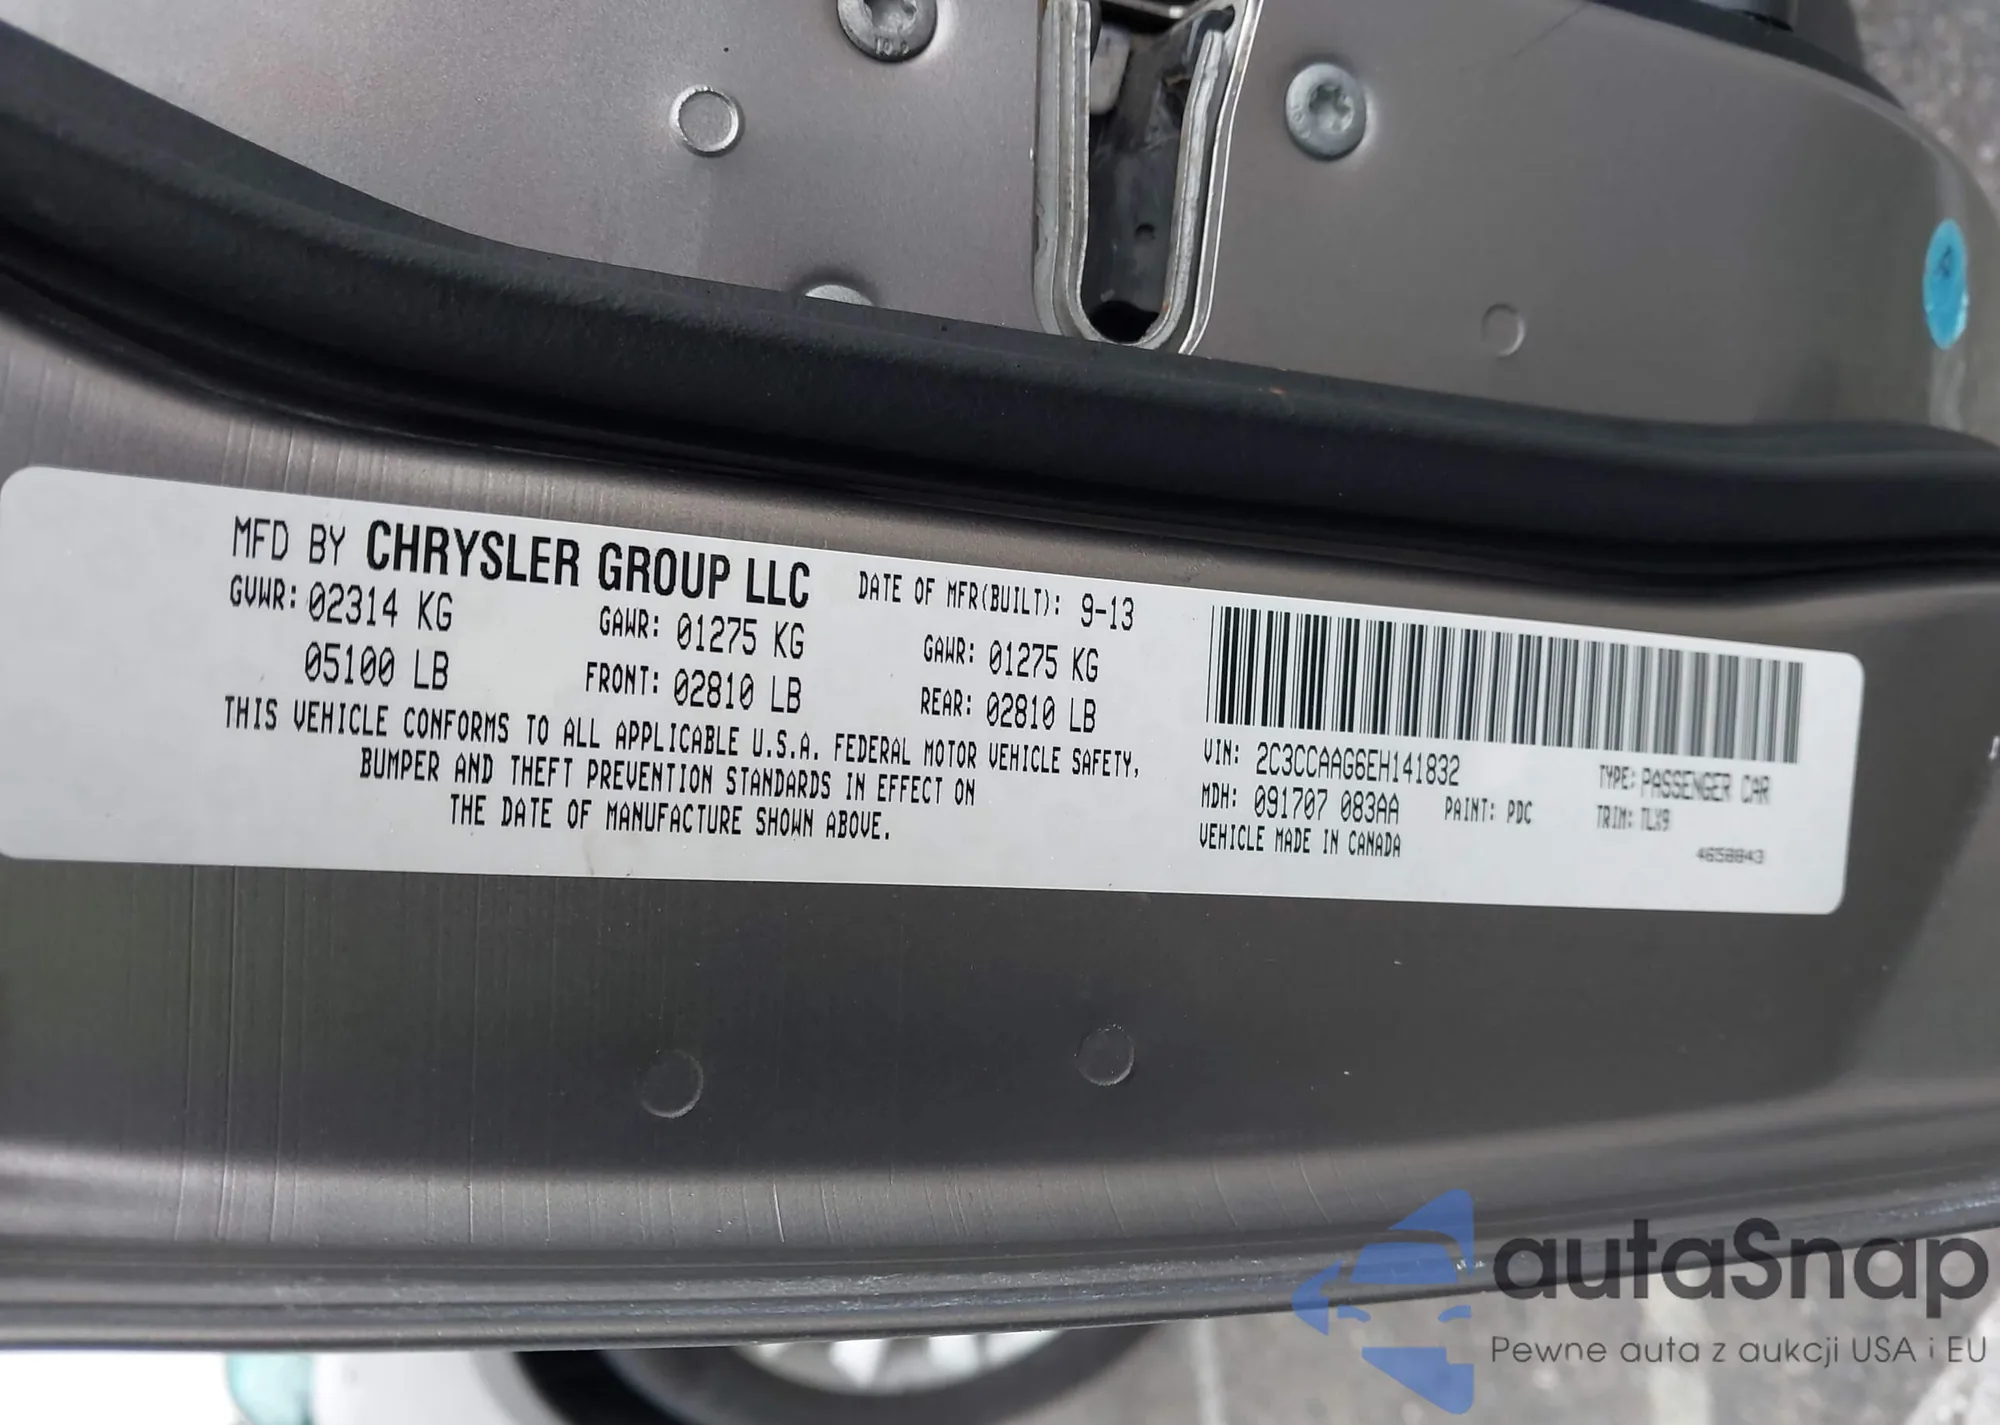 MFD BY CHRYSLER GROUP LLC DATE OF MFR(BUILT): 9-13
GVWR: 02314 KG GAWR: 01275 KG GAWR: 01275 KG
05100 LB FRONT: 02810 LB REAR: 02810 LB
THIS VEHICLE CONFORMS TO ALL APPLICABLE U.S.A. FEDERAL MOTOR VEHICLE SAFETY,
BUMPER AND THEFT PREVENTION STANDARDS IN EFFECT ON
THE DATE OF MANUFACTURE SHOWN ABOVE.
VIN: 2C3CCAAG6EH141832 TYPE: PASSENGER CAR
MDH: 091707 083AA PAINT: PDC TRIM: TLX9
VEHICLE MADE IN CANADA
4658843
autaSnap
Pewne auta z aukcji USA i EU